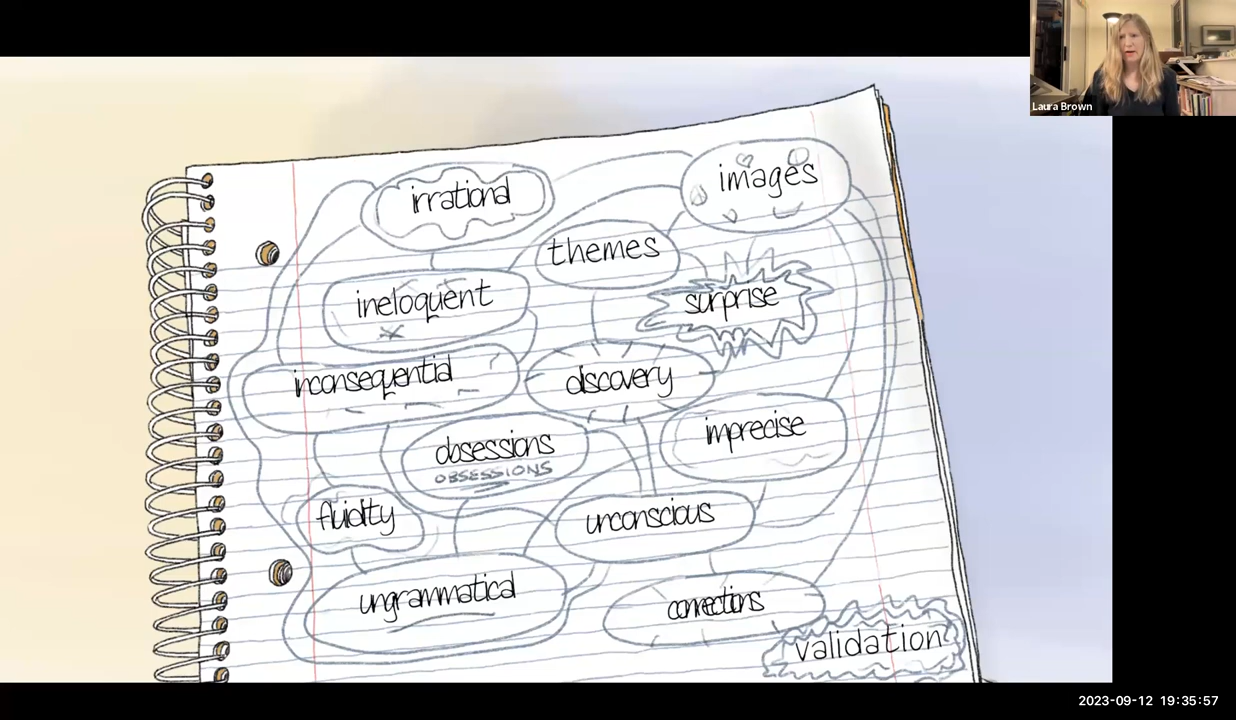 Laura Brown
irrational
images
themes
ineloquent
surprise
inconsequential
discovery
imprecise
obsessions
OBSESSIONS
fluidity
unconscious
ungrammatical
connections
validation
2023-09-12 19:35:57